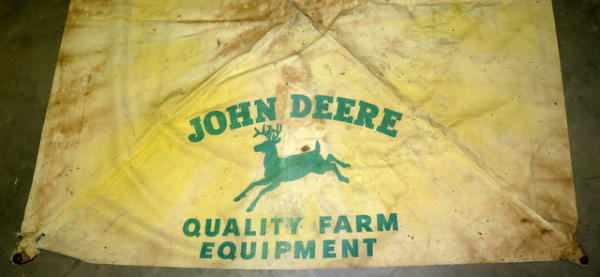 JOHN DEERE
QUALITY FARM
EQUIPMENT